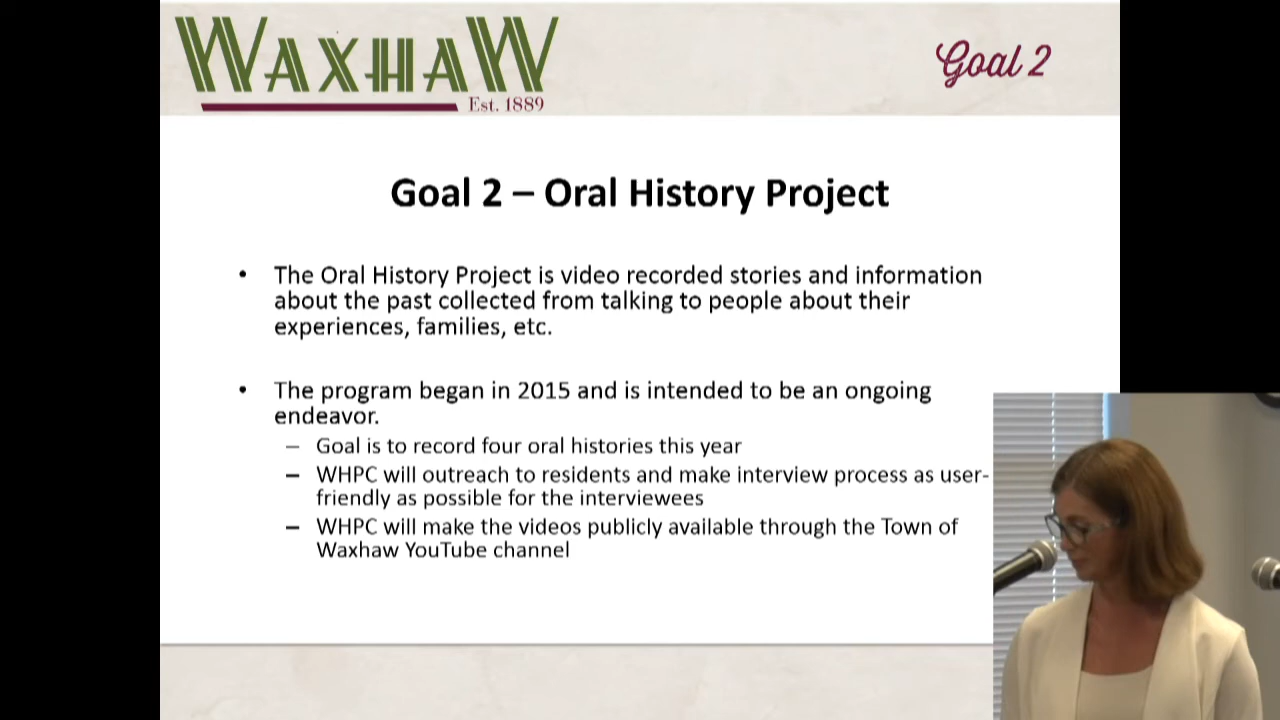 WAXHAW
Est. 1889
Goal 2
Goal 2 – Oral History Project
• The Oral History Project is video recorded stories and information
about the past collected from talking to people about their
experiences, families, etc.
• The program began in 2015 and is intended to be an ongoing
endeavor.
– Goal is to record four oral histories this year
– WHPC will outreach to residents and make interview process as user-
friendly as possible for the interviewees
– WHPC will make the videos publicly available through the Town of
Waxhaw YouTube channel